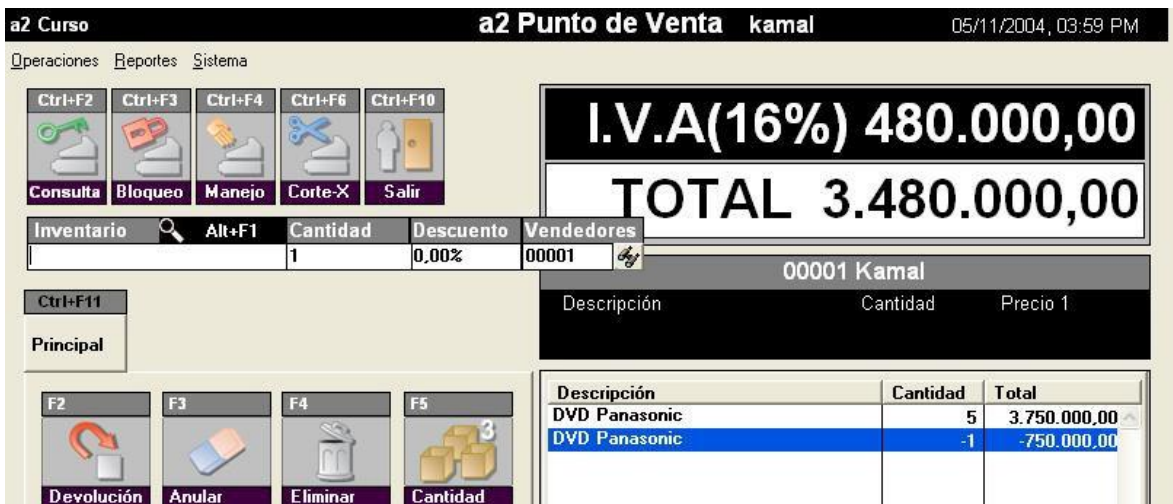 a2 Curso a2 Punto de Venta kamal 05/11/2004, 03:59 PM
Operaciones Reportes Sistema
Ctrl+F2 Ctrl+F3 Ctrl+F4 Ctrl+F6 Ctrl+F10
Consulta Bloqueo Manejo Corte-X Salir
I.V.A(16%) 480.000,00
TOTAL 3.480.000,00
Inventario Alt+F1 Cantidad Descuento Vendedores
1 0,00% 00001
00001 Kamal
Descripción Cantidad Precio 1
Ctrl+F11
Principal
F2 F3 F4 F5
3
Devolución Anular Eliminar Cantidad
Descripción Cantidad Total
DVD Panasonic 5 3.750.000,00
DVD Panasonic -1 -750.000,00